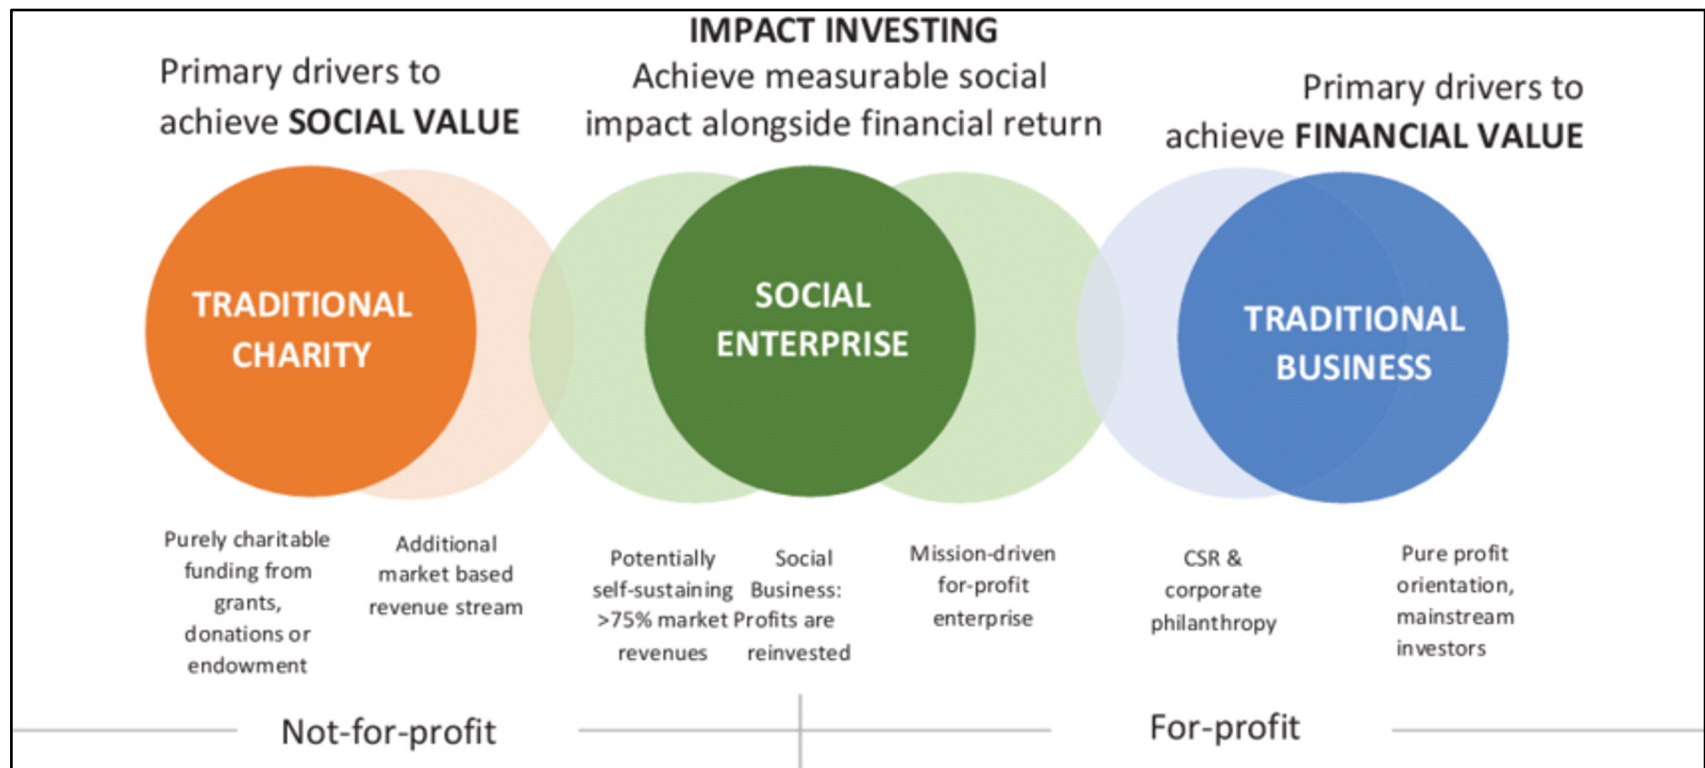 IMPACT INVESTING
Achieve measurable social
impact alongside financial return
Primary drivers to
achieve SOCIAL VALUE
Primary drivers to
achieve FINANCIAL VALUE
TRADITIONAL
CHARITY
SOCIAL
ENTERPRISE
TRADITIONAL
BUSINESS
Purely charitable
funding from
grants,
donations or
endowment
Additional
market based
revenue stream
Potentially
self-sustaining
>75% market
revenues
Social
Business:
Profits are
reinvested
Mission-driven
for-profit
enterprise
CSR &
corporate
philanthropy
Pure profit
orientation,
mainstream
investors
Not-for-profit
For-profit